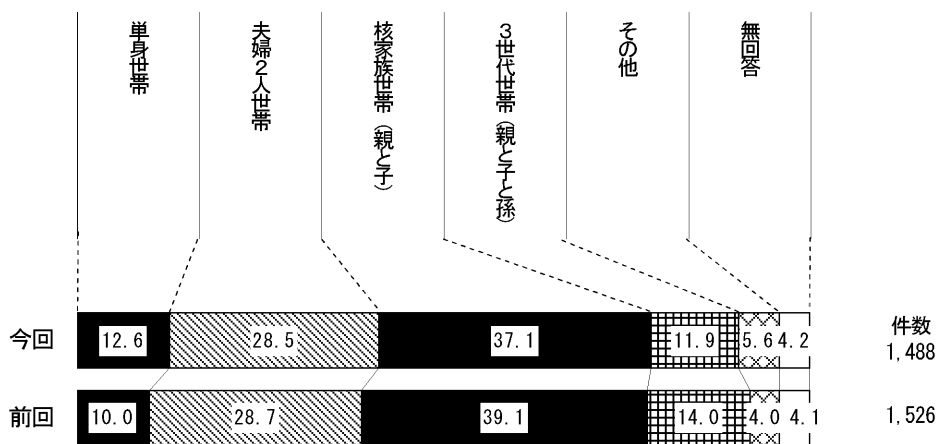 単身世帯
夫婦2人世帯
核家族世帯(親と子)
3世代世帯(親と子と孫)
その他
無回答
今回
12.6
28.5
37.1
11.9
5.6
4.2
件数
1,488
前回
10.0
28.7
39.1
14.0
4.0
4.1
1,526